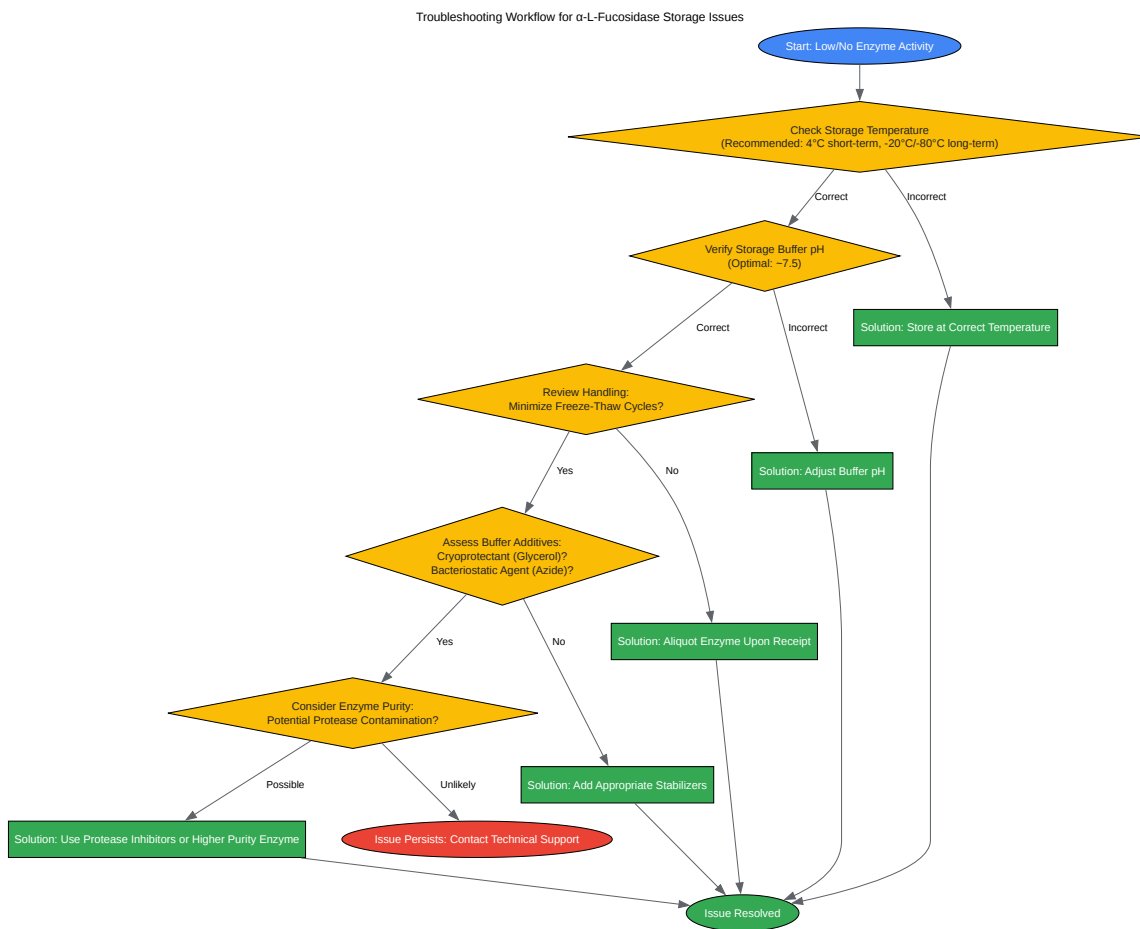 Troubleshooting Workflow for α-L-Fucosidase Storage Issues
Start: Low/No Enzyme Activity
Check Storage Temperature
(Recommended: 4°C short-term, -20°C/-80°C long-term)
Correct
Incorrect
Verify Storage Buffer pH
(Optimal: ~7.5)
Solution: Store at Correct Temperature
Correct
Incorrect
Review Handling:
Minimize Freeze-Thaw Cycles?
Solution: Adjust Buffer pH
Yes
No
Assess Buffer Additives:
Cryoprotectant (Glycerol)?
Bacteriostatic Agent (Azide)?
Solution: Aliquot Enzyme Upon Receipt
Yes
No
Consider Enzyme Purity:
Potential Protease Contamination?
Solution: Add Appropriate Stabilizers
Possible
Unlikely
Solution: Use Protease Inhibitors or Higher Purity Enzyme
Issue Persists: Contact Technical Support
Issue Resolved